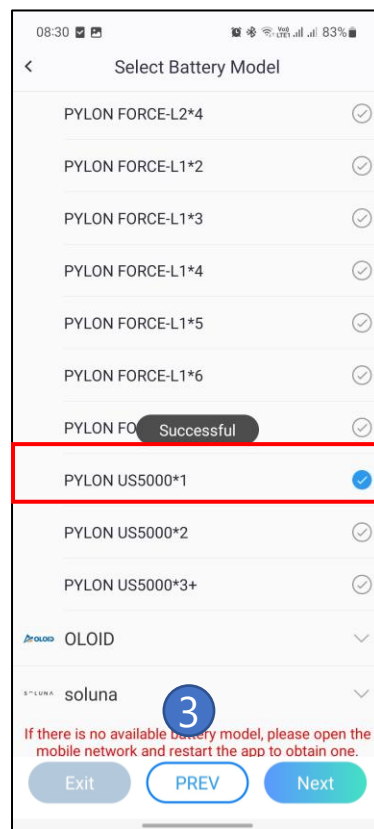 08:30 83%
Select Battery Model
PYLON FORCE-L2*4
PYLON FORCE-L1*2
PYLON FORCE-L1*3
PYLON FORCE-L1*4
PYLON FORCE-L1*5
PYLON FORCE-L1*6
PYLON FO Successful
PYLON US5000*1
PYLON US5000*2
PYLON US5000*3+
OLOID OLOID
SOLUNA soluna
3
If there is no available battery model, please open the
mobile network and restart the app to obtain one.
Exit PREV Next